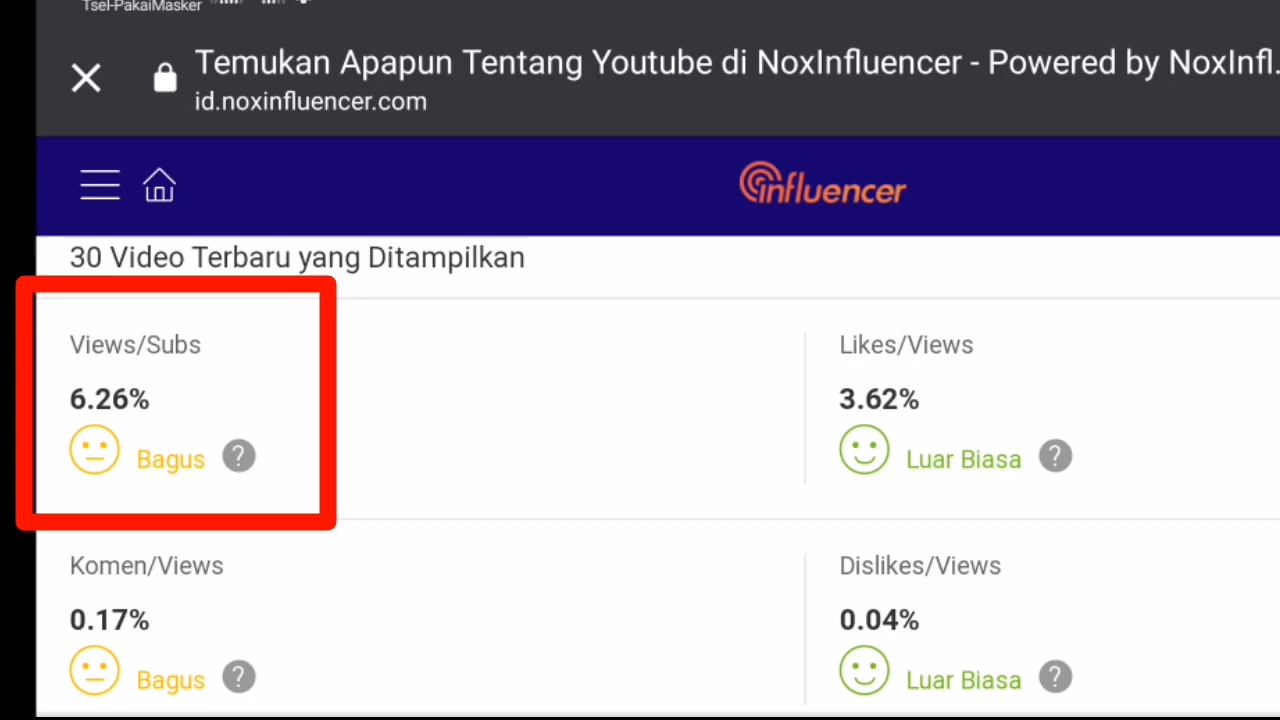 Tsel-PakaiMasker
Temukan Apapun Tentang Youtube di NoxInfluencer - Powered by NoxInfl...
id.noxinfluencer.com
influencer
30 Video Terbaru yang Ditampilkan
Views/Subs
6.26%
Bagus ?
Likes/Views
3.62%
Luar Biasa ?
Komen/Views
0.17%
Bagus ?
Dislikes/Views
0.04%
Luar Biasa ?